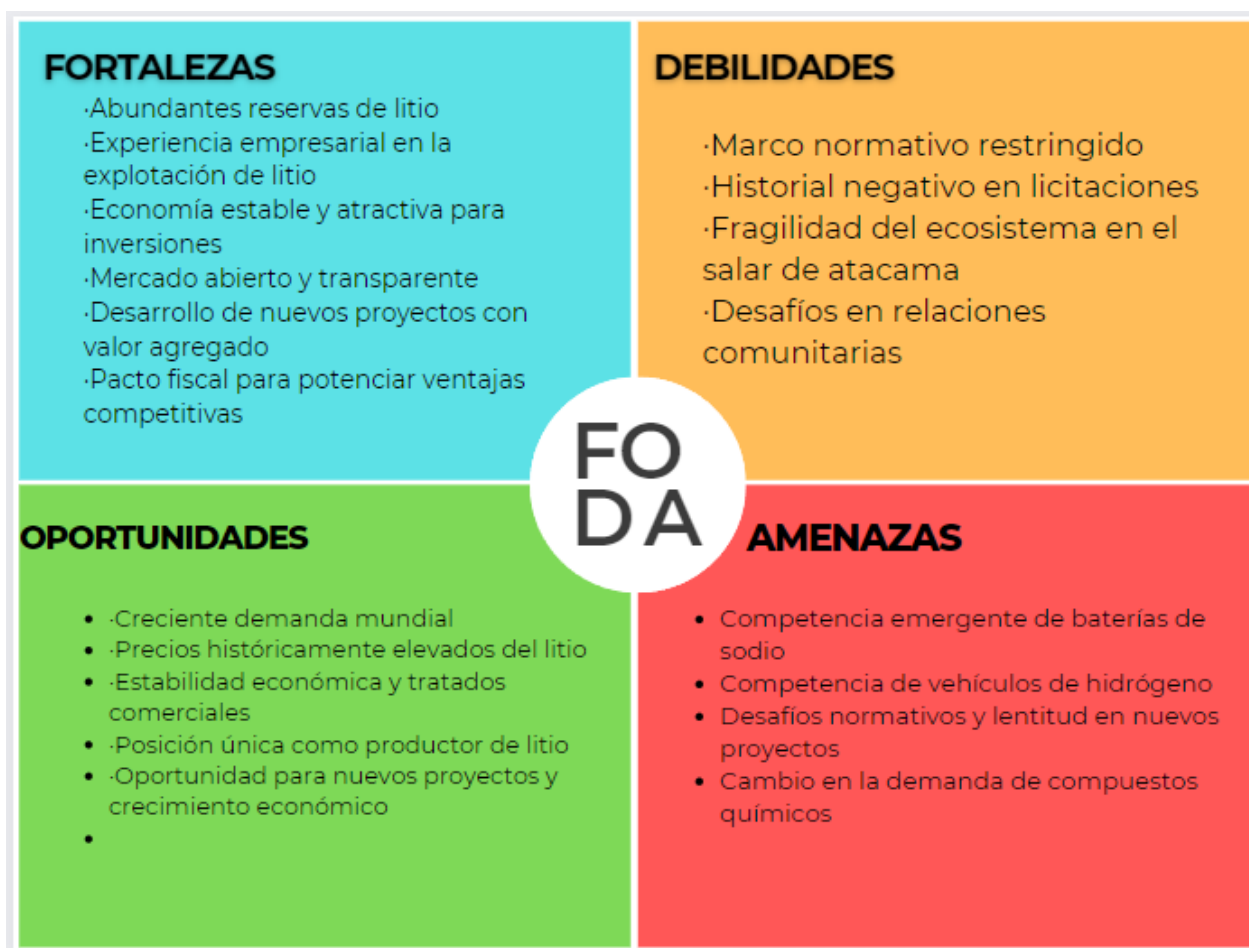 FORTALEZAS
·Abundantes reservas de litio
·Experiencia empresarial en la
explotación de litio
·Economía estable y atractiva para
inversiones
·Mercado abierto y transparente
·Desarrollo de nuevos proyectos con
valor agregado
·Pacto fiscal para potenciar ventajas
competitivas
DEBILIDADES
·Marco normativo restringido
·Historial negativo en licitaciones
·Fragilidad del ecosistema en el
salar de atacama
·Desafíos en relaciones
comunitarias
FO
DA
OPORTUNIDADES
• ·Creciente demanda mundial
• ·Precios históricamente elevados del litio
• ·Estabilidad económica y tratados
comerciales
• ·Posición única como productor de litio
• ·Oportunidad para nuevos proyectos y
crecimiento económico
•
AMENAZAS
• Competencia emergente de baterías de
sodio
• Competencia de vehículos de hidrógeno
• Desafíos normativos y lentitud en nuevos
proyectos
• Cambio en la demanda de compuestos
químicos